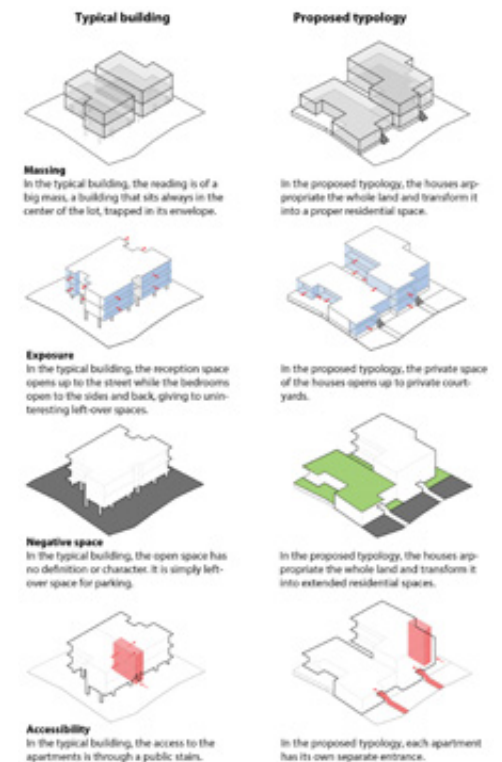 Typical building
Proposed typology
Massing
In the typical building, the reading is of a
big mass, a building that sits always in the
center of the lot, trapped in its envelope.
In the proposed typology, the houses arp-
propriate the whole land and transform it
into a proper residential space.
Exposure
In the typical building, the reception space
opens up to the street while the bedrooms
open to the sides and back, giving to unin-
teresting left-over spaces.
In the proposed typology, the private space
of the houses opens up to private court-
yards.
Negative space
In the typical building, the open space has
no definition or character. It is simply left-
over space for parking.
In the proposed typology, the houses arp-
propriate the whole land and transform it
into extended residential spaces.
Accessibility
In the typical building, the access to the
apartments is through a public stairs.
In the proposed typology, each apartment
has its own separate entrance.